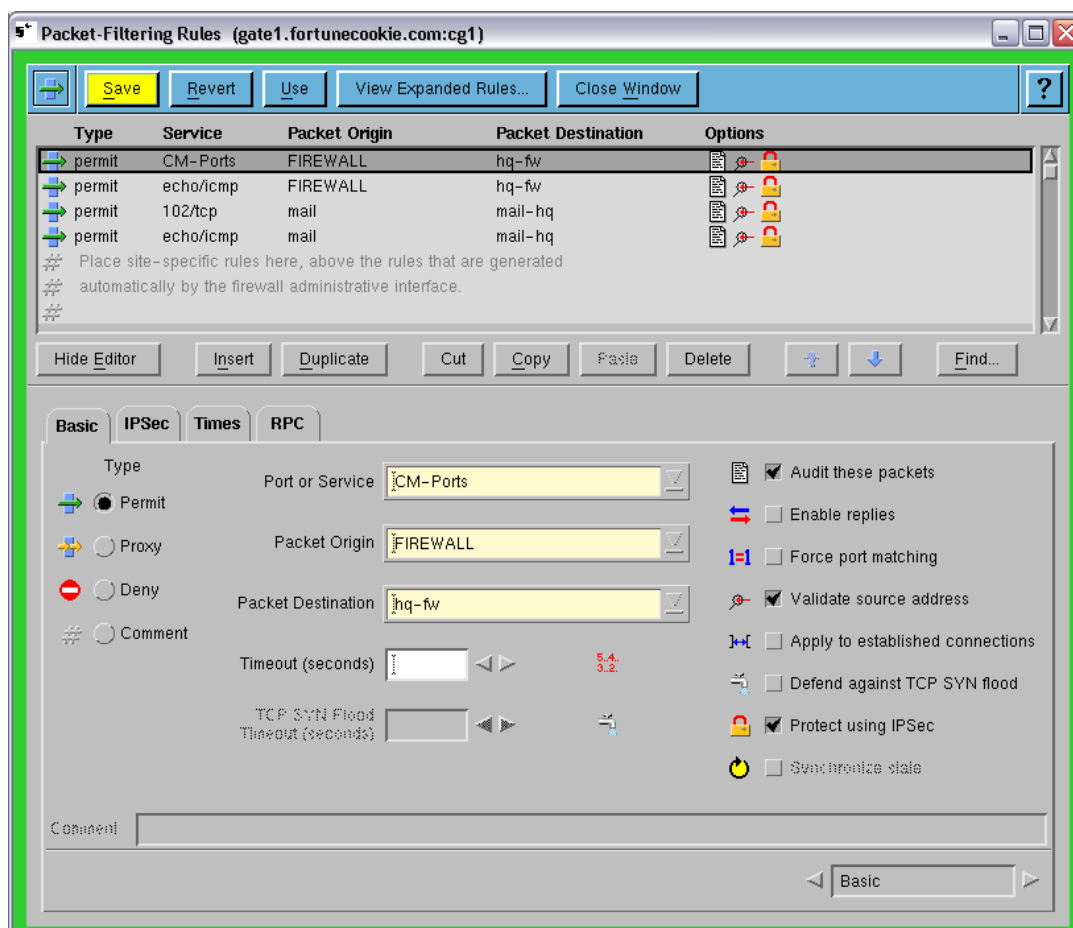 Packet-Filtering Rules (gate1.fortunecookie.com:cg1)
Save Revert Use View Expanded Rules... Close Window ?
Type Service Packet Origin Packet Destination Options
permit CM-Ports FIREWALL hq-fw
permit echo/icmp FIREWALL hq-fw
permit 102/tcp mail mail-hq
permit echo/icmp mail mail-hq
# Place site-specific rules here, above the rules that are generated
# automatically by the firewall administrative interface.
#
Hide Editor Insert Duplicate Cut Copy Paste Delete Find...
Basic IPSec Times RPC
Type
Permit
Proxy
Deny
# Comment
Port or Service CM-Ports
Packet Origin FIREWALL
Packet Destination hq-fw
Timeout (seconds) 5..4..
3..2.
TCP SYN Flood
Timeout (seconds)
Audit these packets
Enable replies
1=1 Force port matching
Validate source address
Apply to established connections
Defend against TCP SYN flood
Protect using IPSec
Synchronize state
Comment
Basic